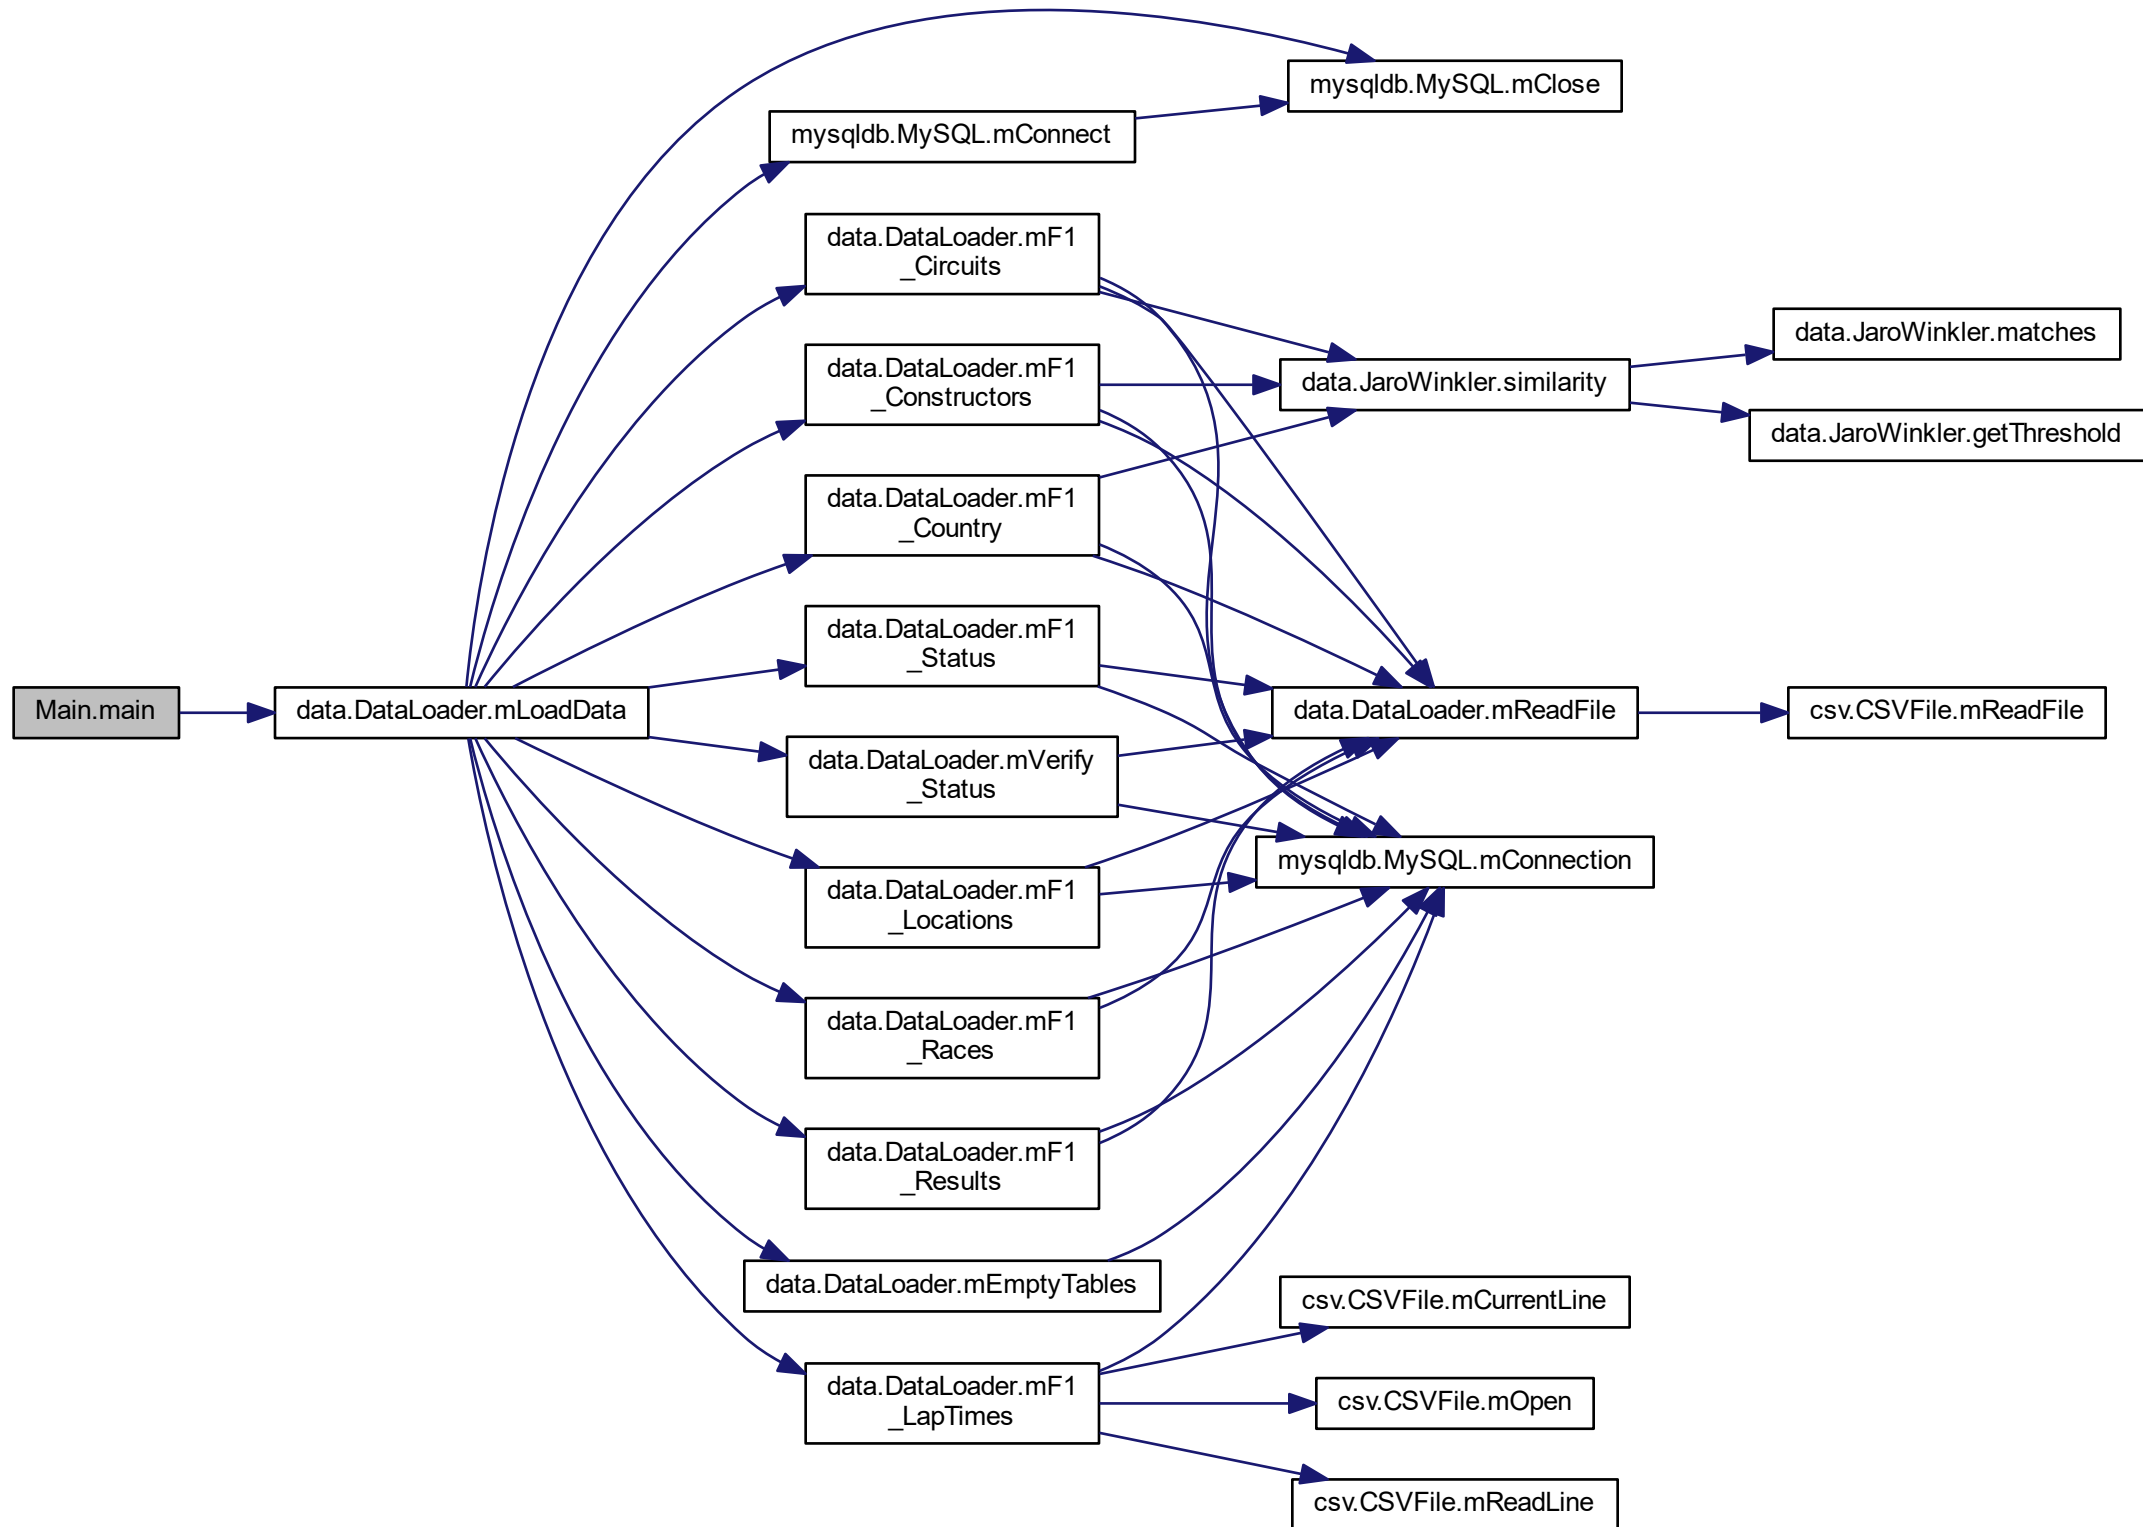 Main.main
data.DataLoader.mLoadData
mysqldb.MySQL.mClose
mysqldb.MySQL.mConnect
data.DataLoader.mF1
_Circuits
data.DataLoader.mF1
_Constructors
data.DataLoader.mF1
_Country
data.DataLoader.mF1
_Status
data.DataLoader.mVerify
_Status
data.DataLoader.mF1
_Locations
data.DataLoader.mF1
_Races
data.DataLoader.mF1
_Results
data.DataLoader.mEmptyTables
data.DataLoader.mF1
_LapTimes
data.JaroWinkler.similarity
data.DataLoader.mReadFile
mysqldb.MySQL.mConnection
csv.CSVFile.mCurrentLine
csv.CSVFile.mOpen
csv.CSVFile.mReadLine
data.JaroWinkler.matches
data.JaroWinkler.getThreshold
csv.CSVFile.mReadFile